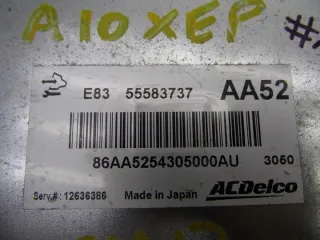 A10XEP
E83 55583737 AA52
86AA5254305000AU 3050
Serv.#: 12636386 Made in Japan ACDelco